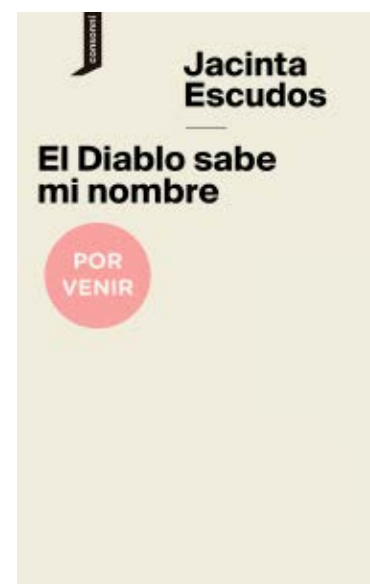 consonni
Jacinta
Escudos
El Diablo sabe
mi nombre
POR
VENIR